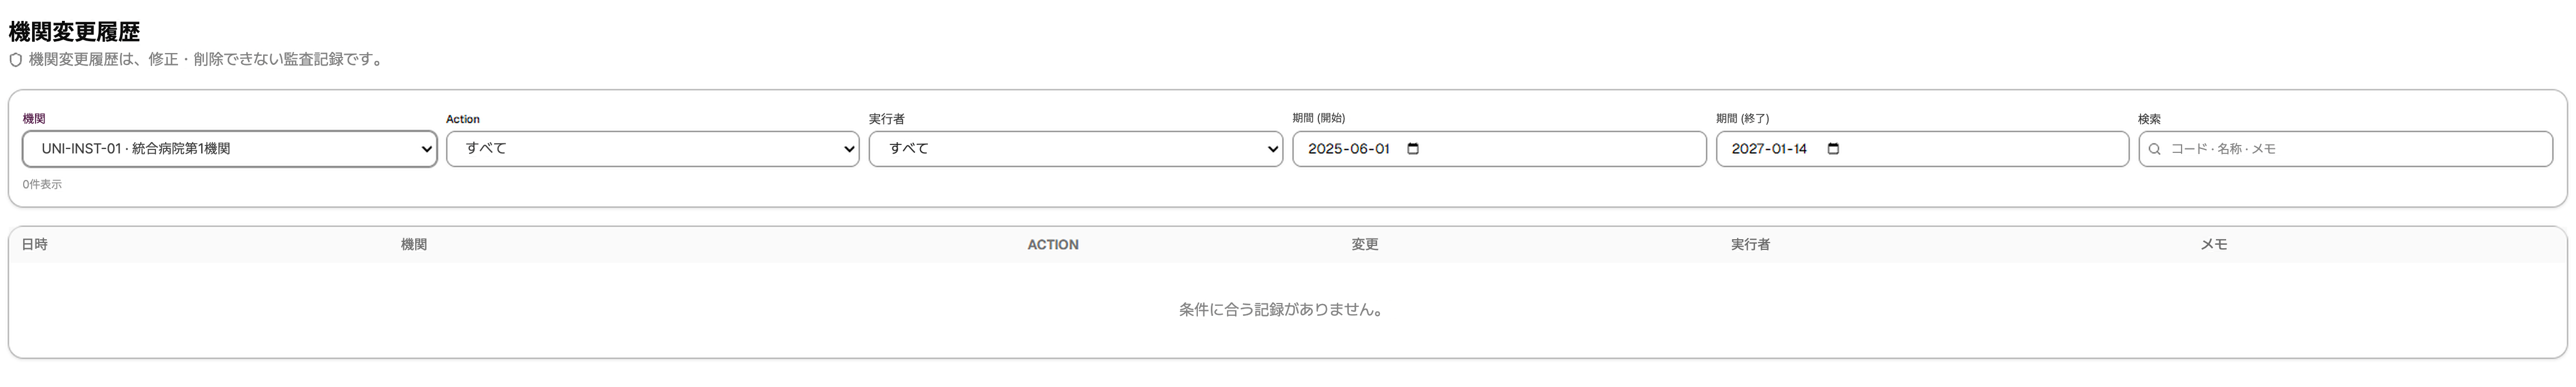 機関変更履歴
機関変更履歴は、修正・削除できない監査記録です。
機関 Action 実行者 期間 (開始) 期間 (終了) 検索
UNI-INST-01 · 統合病院第1機関 すべて すべて 2025-06-01 2027-01-14 コード · 名称 · メモ
0件表示
日時 機関 ACTION 変更 実行者 メモ
条件に合う記録がありません。